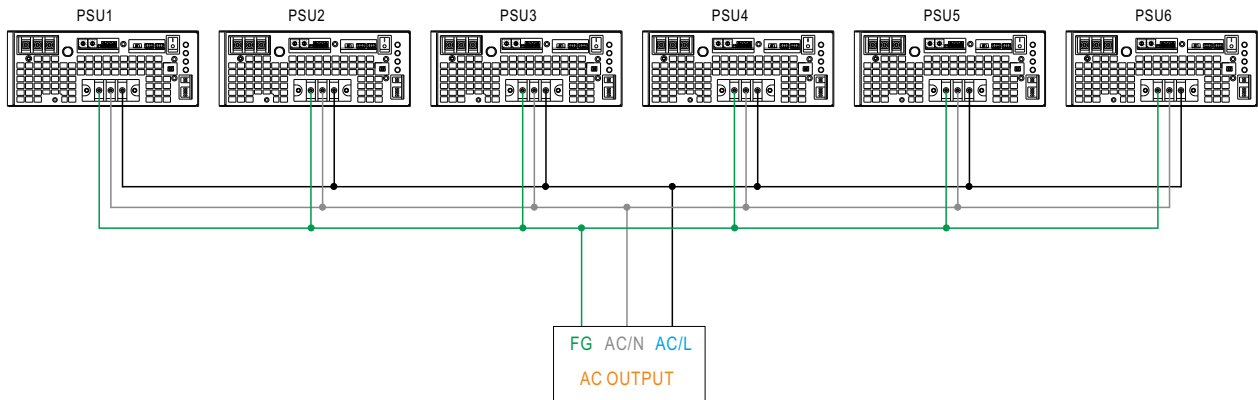 PSU1 PSU2 PSU3 PSU4 PSU5 PSU6
FG AC/N AC/L
AC OUTPUT